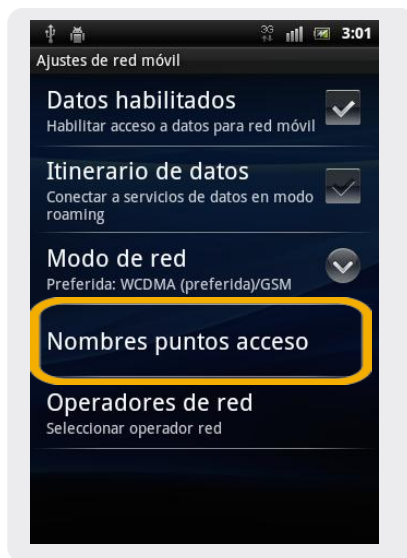 3G 3:01
Ajustes de red móvil
Datos habilitados
Habilitar acceso a datos para red móvil
Itinerario de datos
Conectar a servicios de datos en modo
roaming
Modo de red
Preferida: WCDMA (preferida)/GSM
Nombres puntos acceso
Operadores de red
Seleccionar operador red